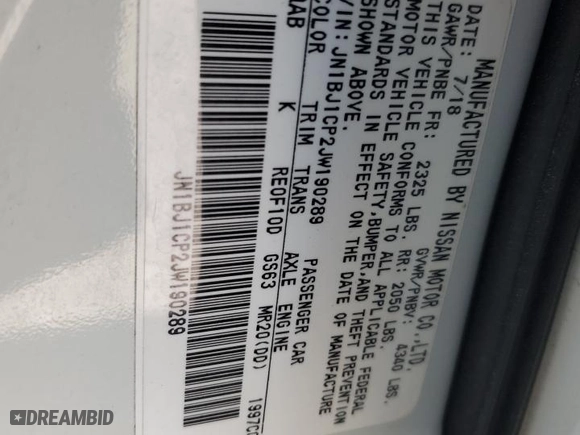 MANUFACTURED BY NISSAN MOTOR CO.,LTD.
DATE: 7/18 GVWR/PNBV: 4340 LBS.
GAWR/PNBE FR: 2325 LBS. RR: 2050 LBS.
THIS VEHICLE CONFORMS TO ALL APPLICABLE FEDERAL
MOTOR VEHICLE SAFETY,BUMPER,AND THEFT PREVENTION
STANDARDS IN EFFECT ON THE DATE OF MANUFACTURE
SHOWN ABOVE.
VIN: JN1BJ1CP2JW190289 PASSENGER CAR
COLOR TRIM TRANS AXLE ENGINE
QAB K RE0F10D GS63 MR20(DD)
JN1BJ1CP2JW190289
DREAMBID